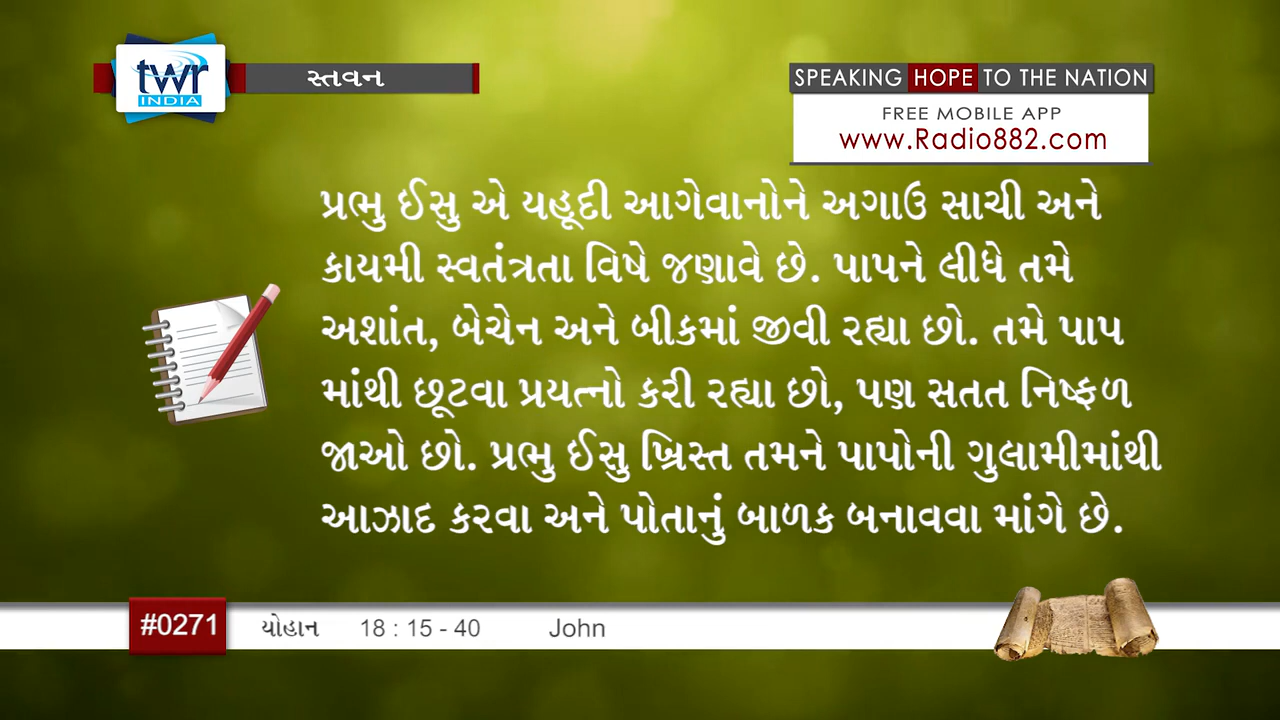 twr
INDIA
સ્તવન
SPEAKING HOPE TO THE NATION
FREE MOBILE APP
www.Radio882.com
પ્રભુ ઈસુ એ યહૂદી આગેવાનોને અગાઉ સાચી અને
કાયમી સ્વતંત્રતા વિષે જણાવે છે. પાપને લીધે તમે
અશાંત, બેચેન અને બીકમાં જીવી રહ્યા છો. તમે પાપ
માંથી છૂટવા પ્રયત્નો કરી રહ્યા છો, પણ સતત નિષ્ફળ
જાઓ છો. પ્રભુ ઈસુ ખ્રિસ્ત તમને પાપોની ગુલામીમાંથી
આઝાદ કરવા અને પોતાનું બાળક બનાવવા માંગે છે.
#0271 યોહાન 18 : 15 - 40 John